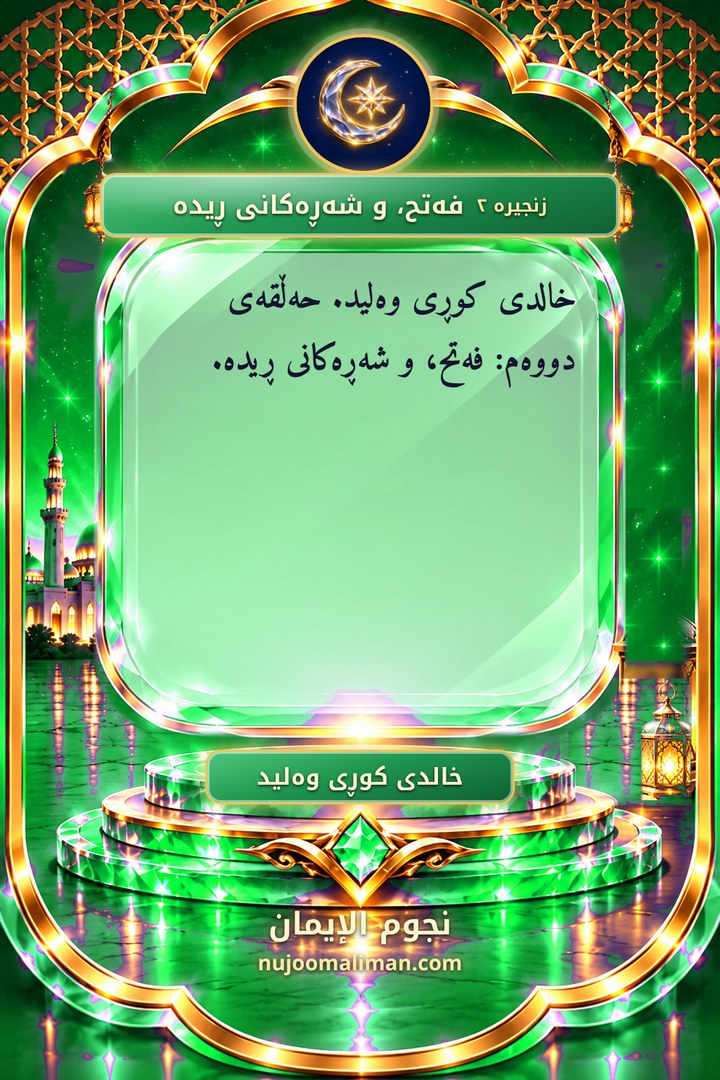 زنجیرە ٢ فەتح، و شەڕەکانی ڕیدە
خالدی کوڕی وەلید. حەڵقەی
دووەم: فەتح، و شەڕەکانی ڕیدە.
خالدی کوڕی وەلید
نجوم الإيمان
nujoomaliman.com